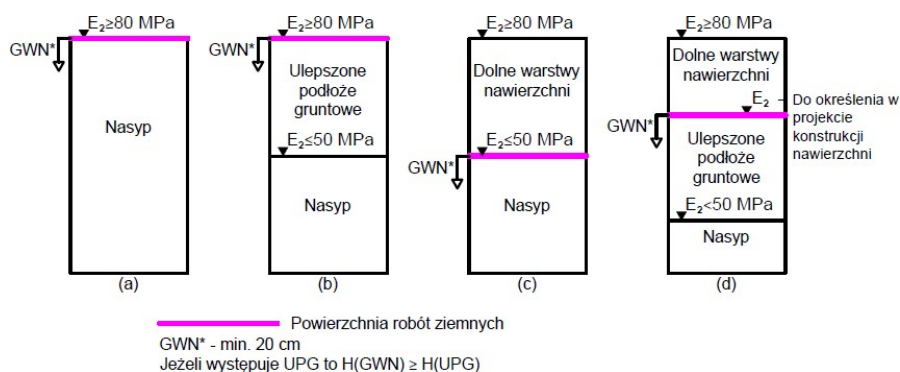 E₂≥80 MPa
GWN*
Nasyp
(a)
E₂≥80 MPa
GWN*
Ulepszone
podłoże
gruntowe
E₂≤50 MPa
Nasyp
(b)
E₂≥80 MPa
Dolne warstwy
nawierzchni
E₂≤50 MPa
GWN*
Nasyp
(c)
E₂≥80 MPa
Dolne warstwy
nawierzchni
E₂ – Do określenia w
projekcie
konstrukcji
nawierzchni
GWN*
Ulepszone
podłoże
gruntowe
E₂<50 MPa
Nasyp
(d)
Powierzchnia robót ziemnych
GWN* - min. 20 cm
Jeżeli występuje UPG to H(GWN) ≥ H(UPG)